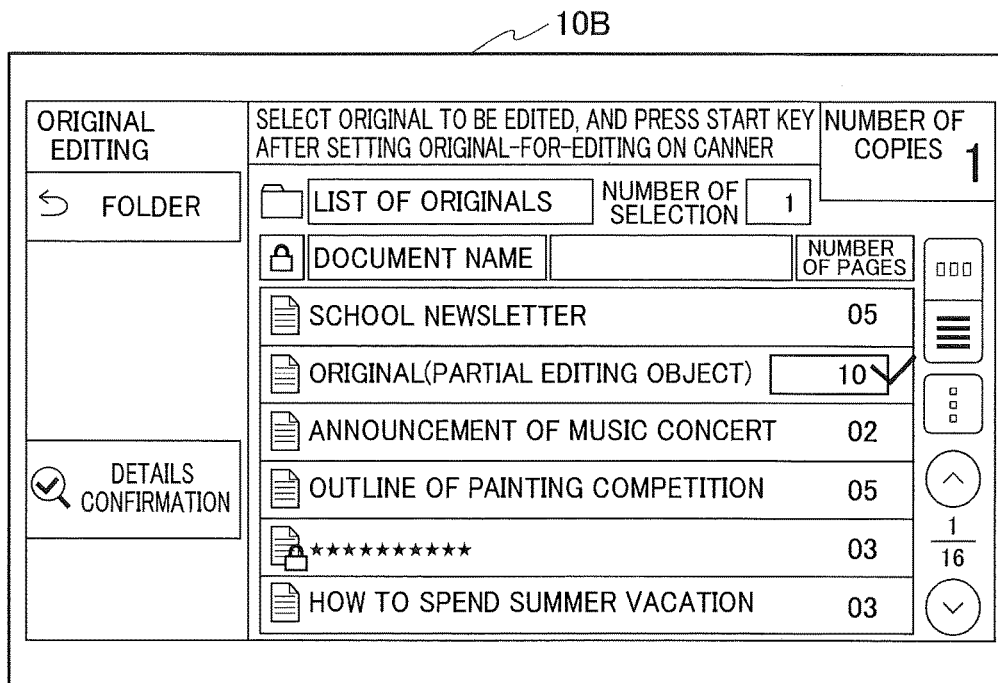 10B
ORIGINAL
EDITING
SELECT ORIGINAL TO BE EDITED, AND PRESS START KEY
AFTER SETTING ORIGINAL-FOR-EDITING ON CANNER
NUMBER OF
COPIES 1
FOLDER
LIST OF ORIGINALS
NUMBER OF
SELECTION
1
DOCUMENT NAME
NUMBER
OF PAGES
SCHOOL NEWSLETTER 05
ORIGINAL(PARTIAL EDITING OBJECT) 10
ANNOUNCEMENT OF MUSIC CONCERT 02
OUTLINE OF PAINTING COMPETITION 05
★★★★★★★★★★ 03
HOW TO SPEND SUMMER VACATION 03
DETAILS
CONFIRMATION
1
16